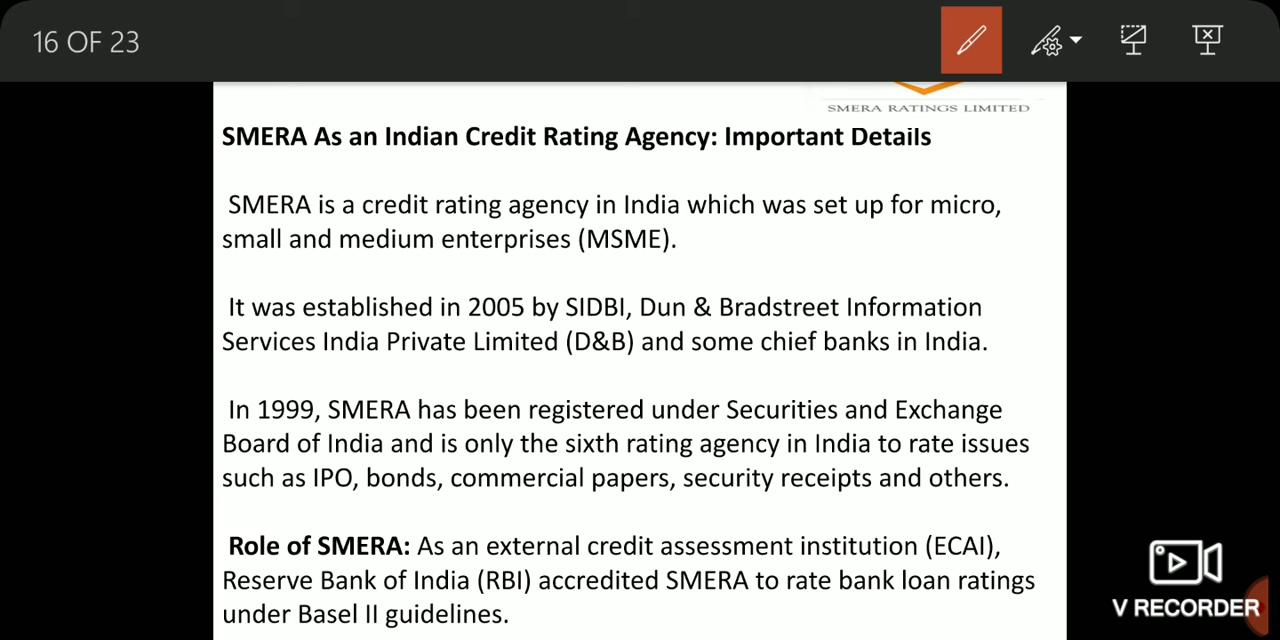 16 OF 23
SMERA RATINGS LIMITED
SMERA As an Indian Credit Rating Agency: Important Details
SMERA is a credit rating agency in India which was set up for micro,
small and medium enterprises (MSME).
It was established in 2005 by SIDBI, Dun & Bradstreet Information
Services India Private Limited (D&B) and some chief banks in India.
In 1999, SMERA has been registered under Securities and Exchange
Board of India and is only the sixth rating agency in India to rate issues
such as IPO, bonds, commercial papers, security receipts and others.
Role of SMERA: As an external credit assessment institution (ECAI),
Reserve Bank of India (RBI) accredited SMERA to rate bank loan ratings
under Basel II guidelines.
V RECORDER